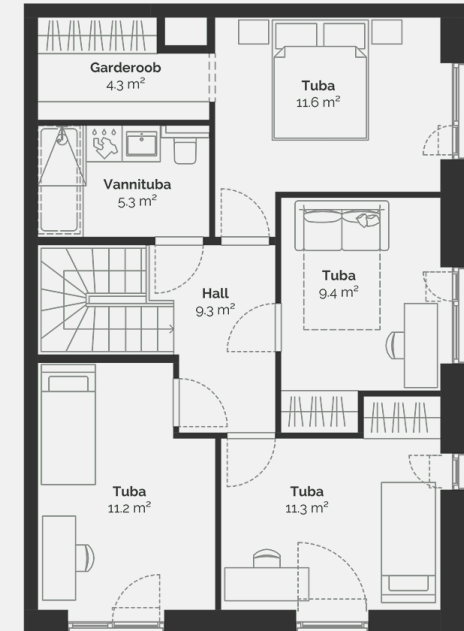 Garderoob
4.3 m²
Tuba
11.6 m²
Vannituba
5.3 m²
Tuba
9.4 m²
Hall
9.3 m²
Tuba
11.2 m²
Tuba
11.3 m²